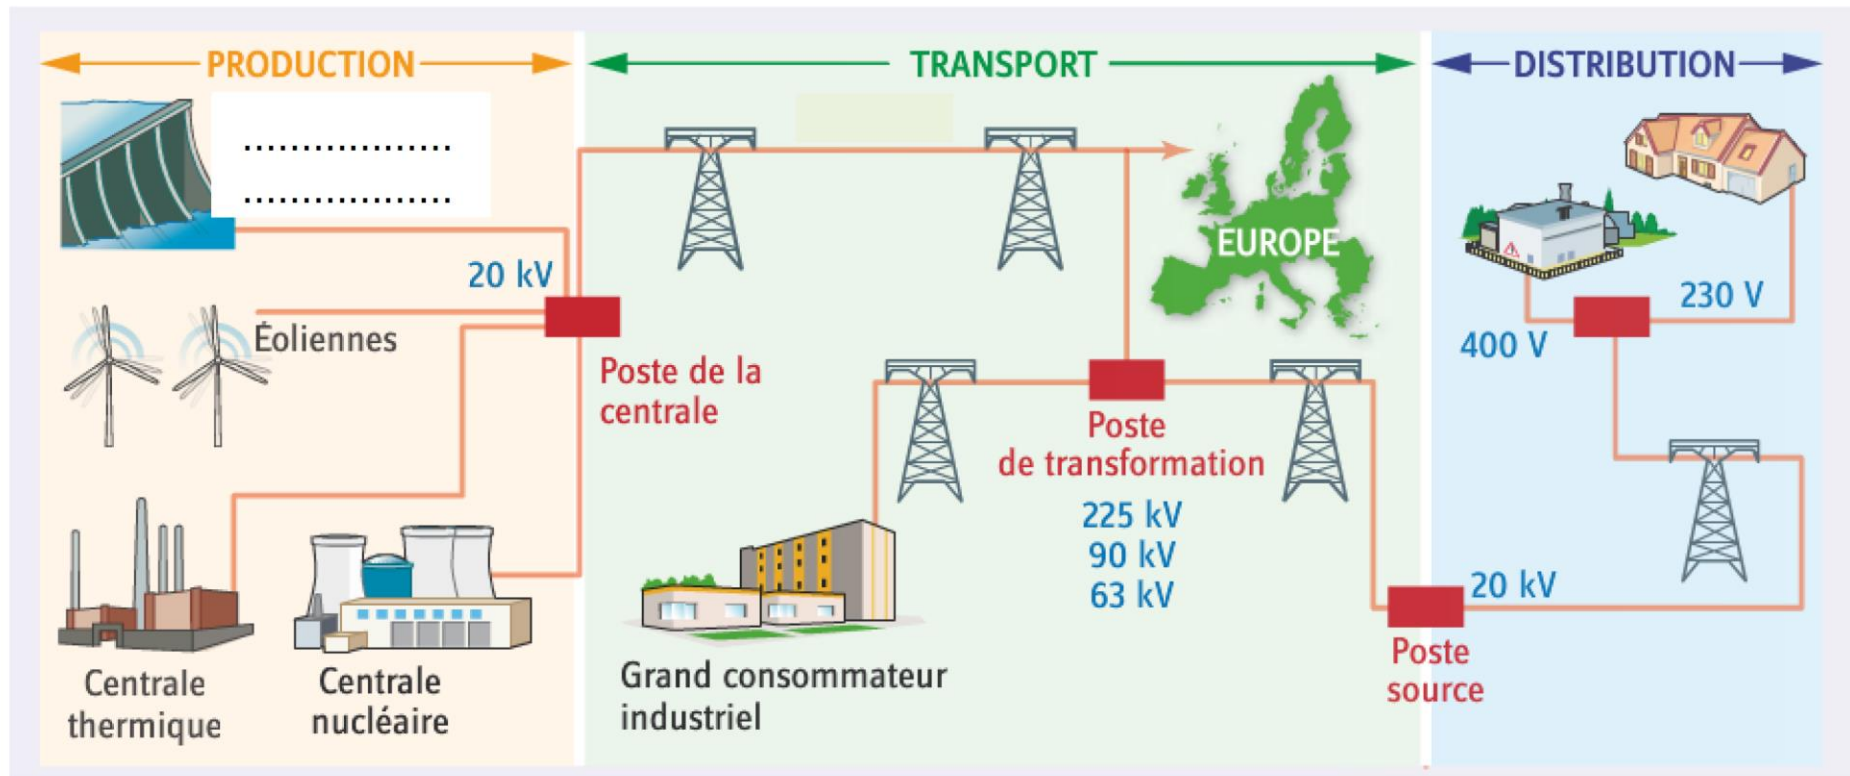 PRODUCTION
..................
..................
20 kV
Éoliennes
Poste de la
centrale
Centrale
thermique
Centrale
nucléaire
TRANSPORT
EUROPE
Poste
de transformation
225 kV
90 kV
63 kV
Grand consommateur
industriel
Poste
source
DISTRIBUTION
230 V
400 V
20 kV